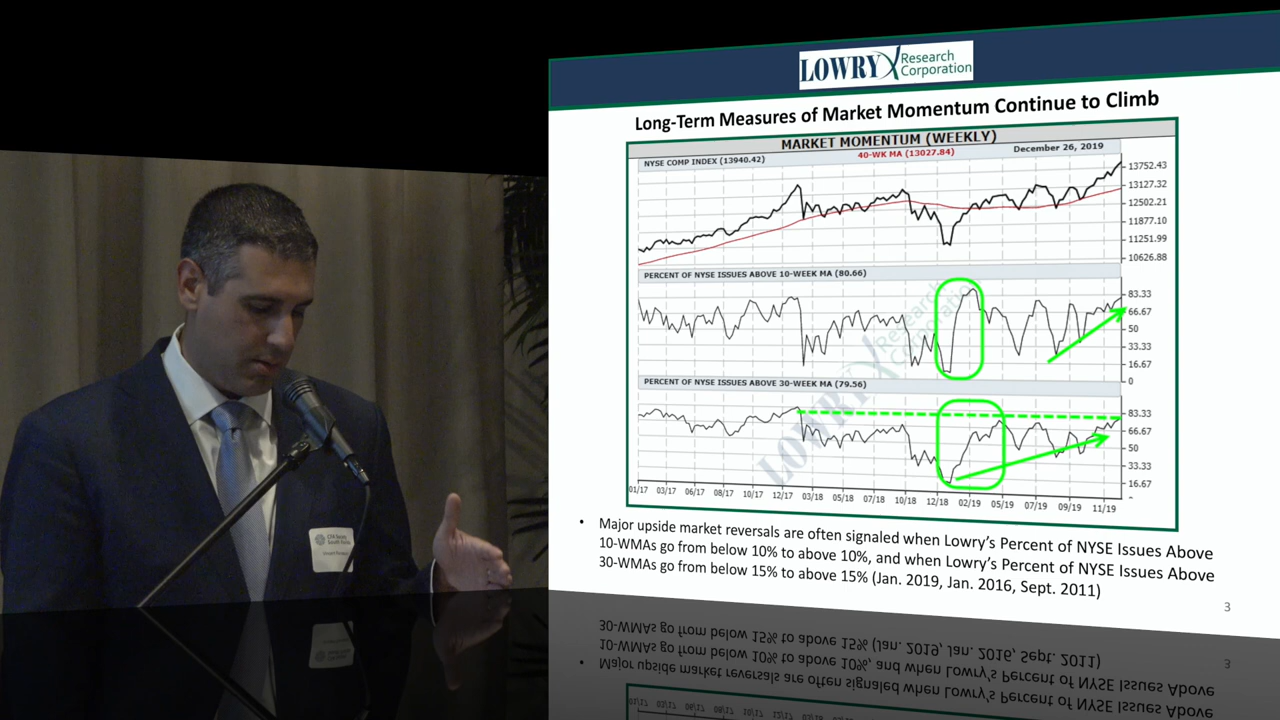 LOWRY Research
Corporation
Long-Term Measures of Market Momentum Continue to Climb
MARKET MOMENTUM (WEEKLY)
NYSE COMP INDEX (13940.42) 40-WK MA (13027.84) December 26, 2019
13752.43
13127.32
12502.21
11877.10
11251.99
10626.88
PERCENT OF NYSE ISSUES ABOVE 10-WEEK MA (80.66)
83.33
66.67
50
33.33
16.67
0
PERCENT OF NYSE ISSUES ABOVE 30-WEEK MA (79.56)
83.33
66.67
50
33.33
16.67
-
LOWRY Research
Corporation
01/17 03/17 06/17 07/17 10/17 12/17 03/18 05/18 07/18 10/18 12/18 02/19 05/19 07/19 09/19 11/19
• Major upside market reversals are often signaled when Lowry's Percent of NYSE Issues Above
10-WMAs go from below 10% to above 10%, and when Lowry's Percent of NYSE Issues Above
30-WMAs go from below 15% to above 15% (Jan. 2019, Jan. 2016, Sept. 2011)
3
CFA Society
South Florida